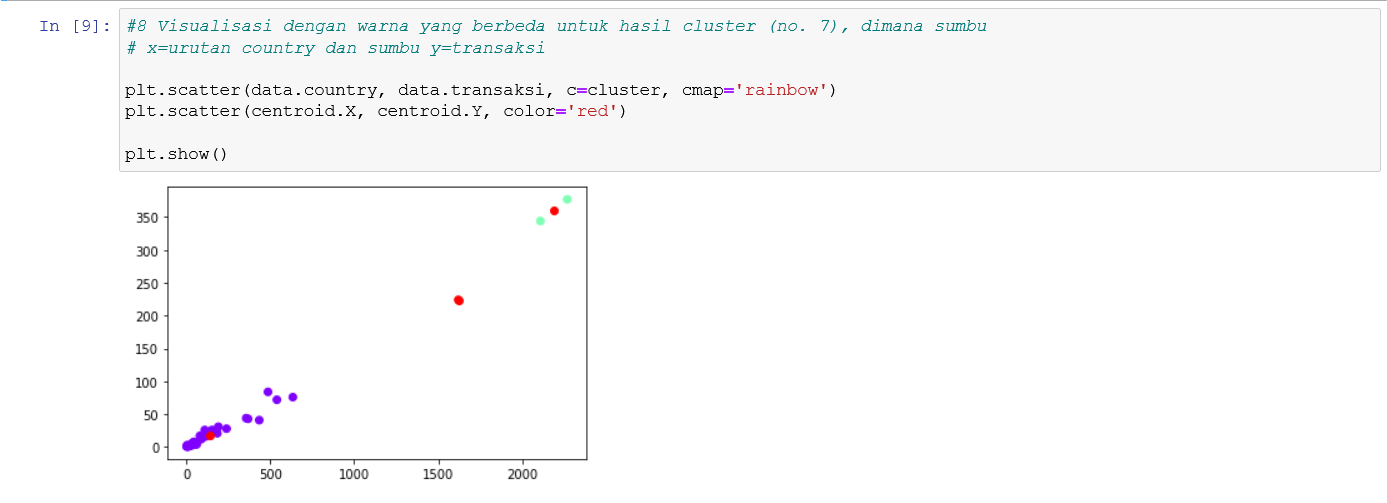 In [9]: #8 Visualisasi dengan warna yang berbeda untuk hasil cluster (no. 7), dimana sumbu
# x=urutan country dan sumbu y=transaksi
plt.scatter(data.country, data.transaksi, c=cluster, cmap='rainbow')
plt.scatter(centroid.X, centroid.Y, color='red')
plt.show()
350
300
250
200
150
100
50
0
0 500 1000 1500 2000